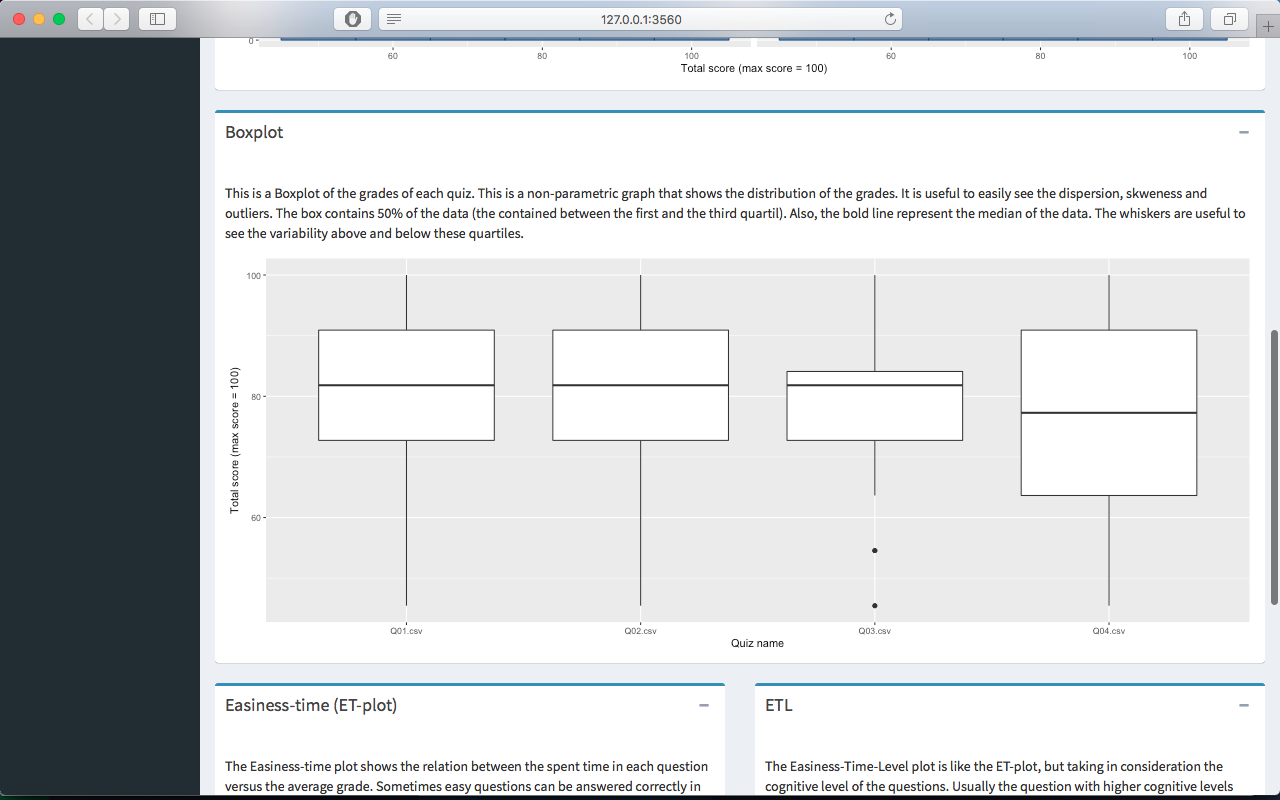 127.0.0.1:3560
0
60 80 100 60 80 100
Total score (max score = 100)
Boxplot
This is a Boxplot of the grades of each quiz. This is a non-parametric graph that shows the distribution of the grades. It is useful to easily see the dispersion, skweness and
outliers. The box contains 50% of the data (the contained between the first and the third quartil). Also, the bold line represent the median of the data. The whiskers are useful to
see the variability above and below these quartiles.
100
80
60
Total score (max score = 100)
Q01.csv Q02.csv Q03.csv Q04.csv
Quiz name
Easiness-time (ET-plot)
The Easiness-time plot shows the relation between the spent time in each question
versus the average grade. Sometimes easy questions can be answered correctly in
ETL
The Easiness-Time-Level plot is like the ET-plot, but taking in consideration the
cognitive level of the questions. Usually the question with higher cognitive levels